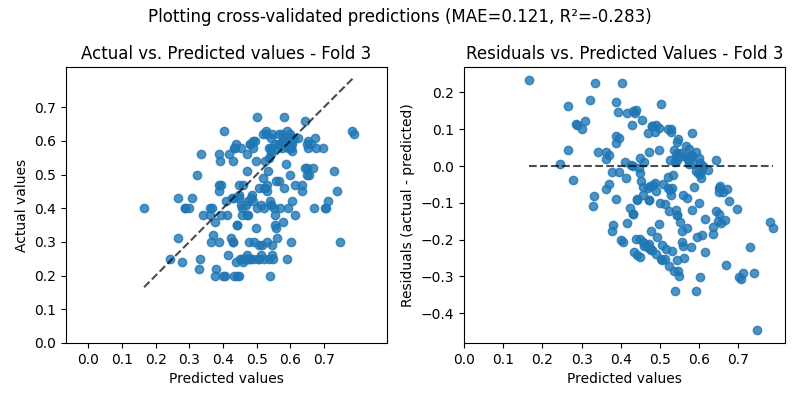 Plotting cross-validated predictions (MAE=0.121, R²=-0.283)
Actual vs. Predicted values - Fold 3
Actual values
0.7
0.6
0.5
0.4
0.3
0.2
0.1
0.0
0.0 0.1 0.2 0.3 0.4 0.5 0.6 0.7
Predicted values
Residuals vs. Predicted Values - Fold 3
Residuals (actual - predicted)
0.2
0.1
0.0
−0.1
−0.2
−0.3
−0.4
0.0 0.1 0.2 0.3 0.4 0.5 0.6 0.7
Predicted values